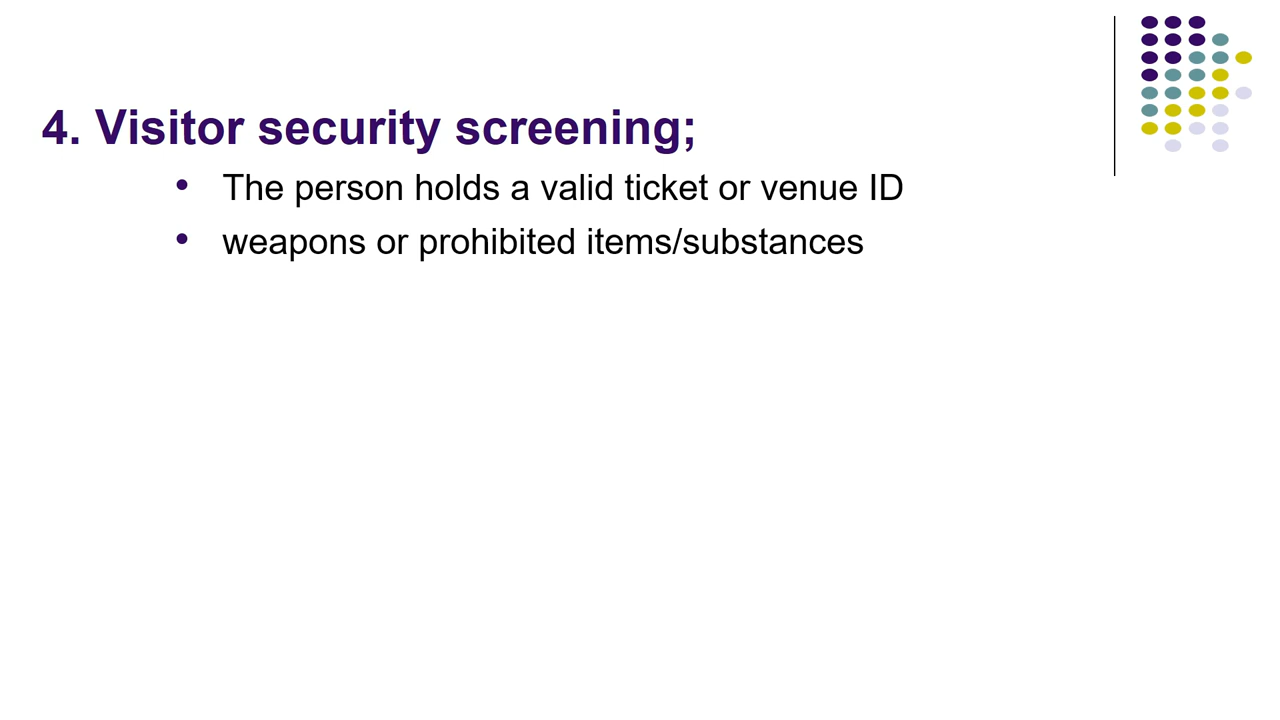 4. Visitor security screening;
• The person holds a valid ticket or venue ID
• weapons or prohibited items/substances